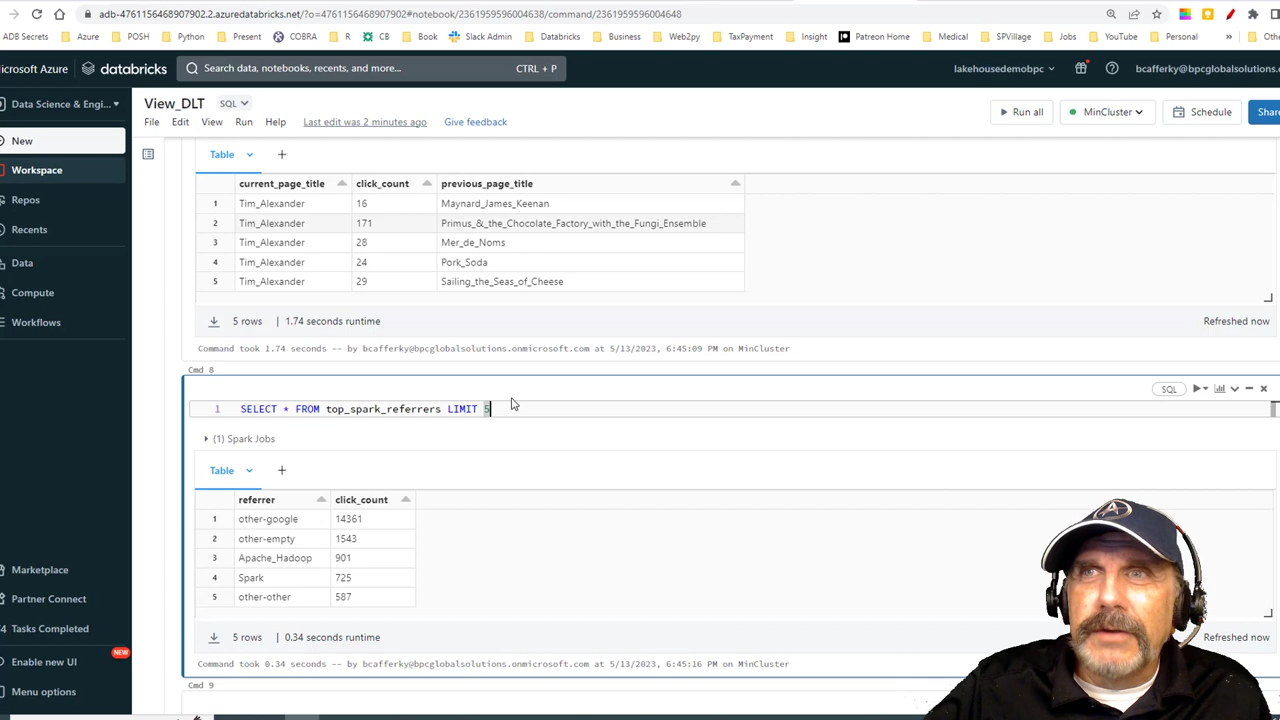 adb-4761156468907902.2.azuredatabricks.net/?o=4761156468907902#notebook/2361959596004638/command/2361959596004648
ADB Secrets Azure POSH Python Present COBRA R CB Book Slack Admin Databricks Business Web2py TaxPayment Insight Patreon Home Medical SPVillage Jobs YouTube Personal » Othe
icrosoft Azure databricks Search data, notebooks, recents, and more... CTRL + P lakehousedemobpc bcafferky@bpcglobalsolutions.
Data Science & Engi... View_DLT SQL
File Edit View Run Help Last edit was 2 minutes ago Give feedback Run all MinCluster Schedule Share
New
Workspace
Repos
Recents
Data
Compute
Workflows
Marketplace
Partner Connect
Tasks Completed
Enable new UI NEW
Menu options
Table +
current_page_title click_count previous_page_title
1 Tim_Alexander 16 Maynard_James_Keenan
2 Tim_Alexander 171 Primus_&_the_Chocolate_Factory_with_the_Fungi_Ensemble
3 Tim_Alexander 28 Mer_de_Noms
4 Tim_Alexander 24 Pork_Soda
5 Tim_Alexander 29 Sailing_the_Seas_of_Cheese
5 rows | 1.74 seconds runtime Refreshed now
Command took 1.74 seconds -- by bcafferky@bpcglobalsolutions.onmicrosoft.com at 5/13/2023, 6:45:09 PM on MinCluster
Cmd 8
SQL
1 SELECT * FROM top_spark_referrers LIMIT 5
(1) Spark Jobs
Table +
referrer click_count
1 other-google 14361
2 other-empty 1543
3 Apache_Hadoop 901
4 Spark 725
5 other-other 587
5 rows | 0.34 seconds runtime Refreshed now
Command took 0.34 seconds -- by bcafferky@bpcglobalsolutions.onmicrosoft.com at 5/13/2023, 6:45:16 PM on MinCluster
Cmd 9